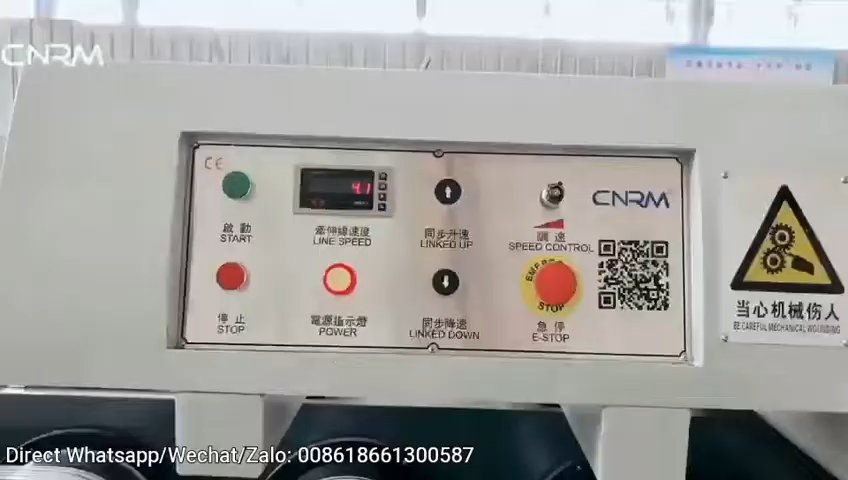 CNRM
CE
4.1
CNRM®
啟動
START
牽伸線速度
LINE SPEED
同步升速
LINKED UP
調速
SPEED CONTROL
STOP
停止
STOP
電源指示燈
POWER
同步降速
LINKED DOWN
急停
E-STOP
当心机械伤人
BE CAREFUL MECHANICAL WOUNDING
Direct Whatsapp/Wechat/Zalo: 008618661300587